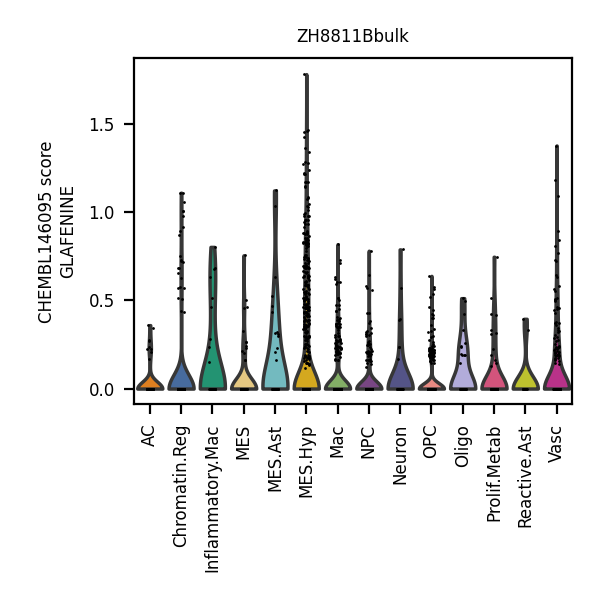 ZH8811Bbulk
CHEMBL146095 score
GLAFENINE
1.5
1.0
0.5
0.0
AC
Chromatin.Reg
Inflammatory.Mac
MES
MES.Ast
MES.Hyp
Mac
NPC
Neuron
OPC
Oligo
Prolif.Metab
Reactive.Ast
Vasc